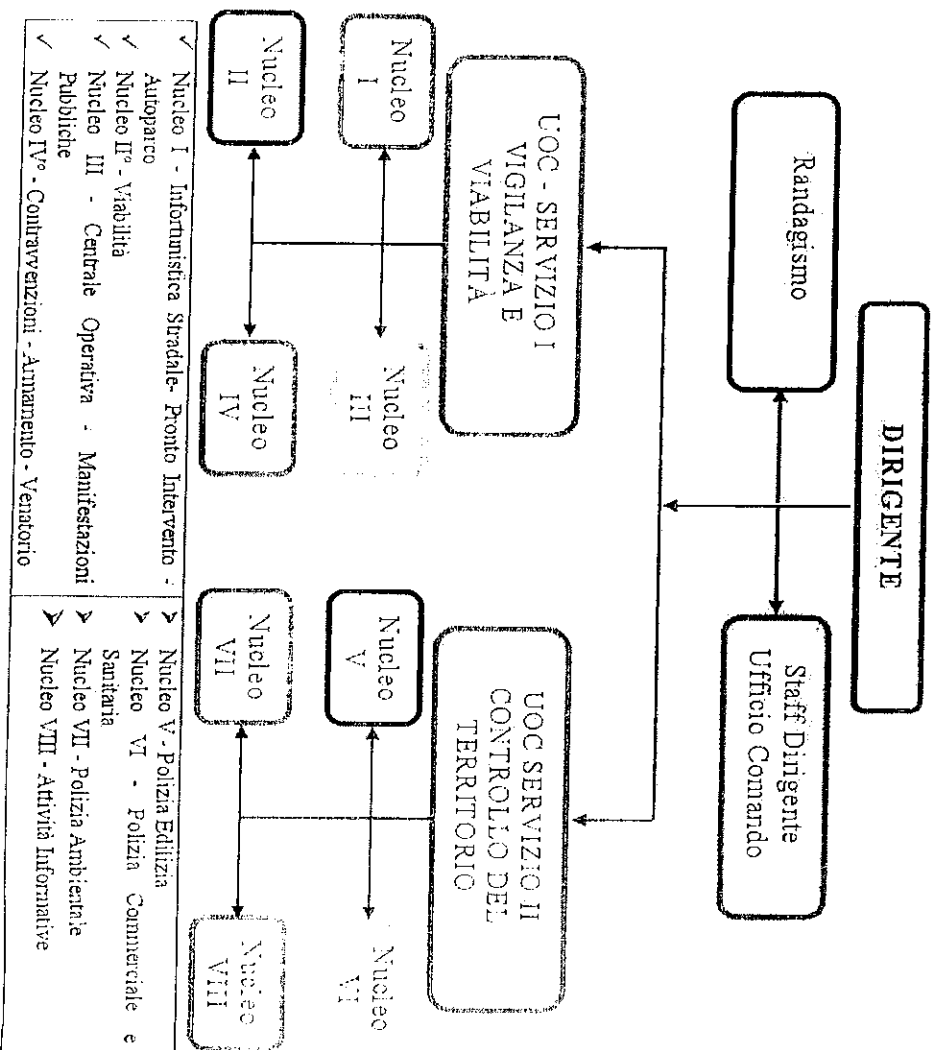 DIRIGENTE
Randagismo
Staff Dirigente
Ufficio Comando
UOC - SERVIZIO I
VIGILANZA E
VIABILITÀ
UOC SERVIZIO II
CONTROLLO DEL
TERRITORIO
Nucleo
I
Nucleo
III
Nucleo
V
Nucleo
VI
Nucleo
II
Nucleo
IV
Nucleo
VII
Nucleo
VIII
✓ Nucleo I - Infortunistica Stradale- Pronto Intervento -
Autoparco
✓ Nucleo II° - Viabilità
✓ Nucleo III - Centrale Operativa - Manifestazioni
Pubbliche
✓ Nucleo IV° - Contravvenzioni - Armamento - Venatorio
➤ Nucleo V - Polizia Edilizia
➤ Nucleo VI - Polizia Commerciale e
Sanitaria
➤ Nucleo VII - Polizia Ambientale
➤ Nucleo VIII - Attività Informative